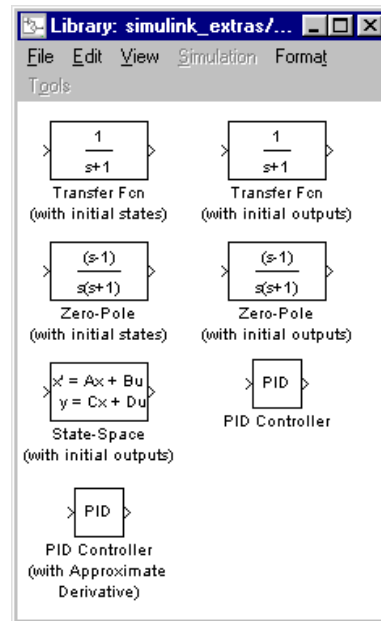 Library: simulink_extras/...
File Edit View Simulation Format
Tools
1
s+1
1
s+1
Transfer Fcn
(with initial states)
Transfer Fcn
(with initial outputs)
(s-1)
s(s+1)
(s-1)
s(s+1)
Zero-Pole
(with initial states)
Zero-Pole
(with initial outputs)
x' = Ax + Bu
y = Cx + Du
State-Space
(with initial outputs)
PID
PID Controller
PID
PID Controller
(with Approximate
Derivative)